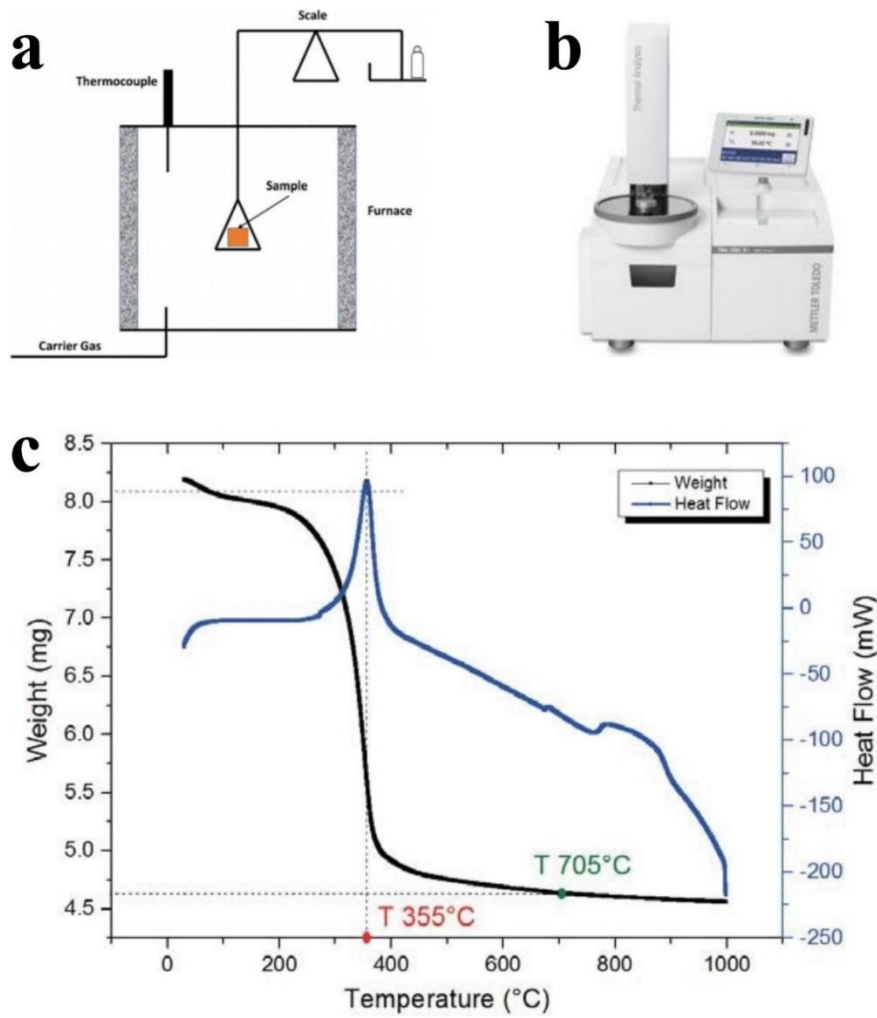 a
Scale
Thermocouple
Sample
Furnace
Carrier Gas
b
Thermal Analysis
METTLER TOLEDO
c
Weight (mg)
8.5
8.0
7.5
7.0
6.5
6.0
5.5
5.0
4.5
Weight
Heat Flow
100
50
0
-50
-100
-150
-200
-250
Heat Flow (mW)
T 705°C
T 355°C
0 200 400 600 800 1000
Temperature (°C)